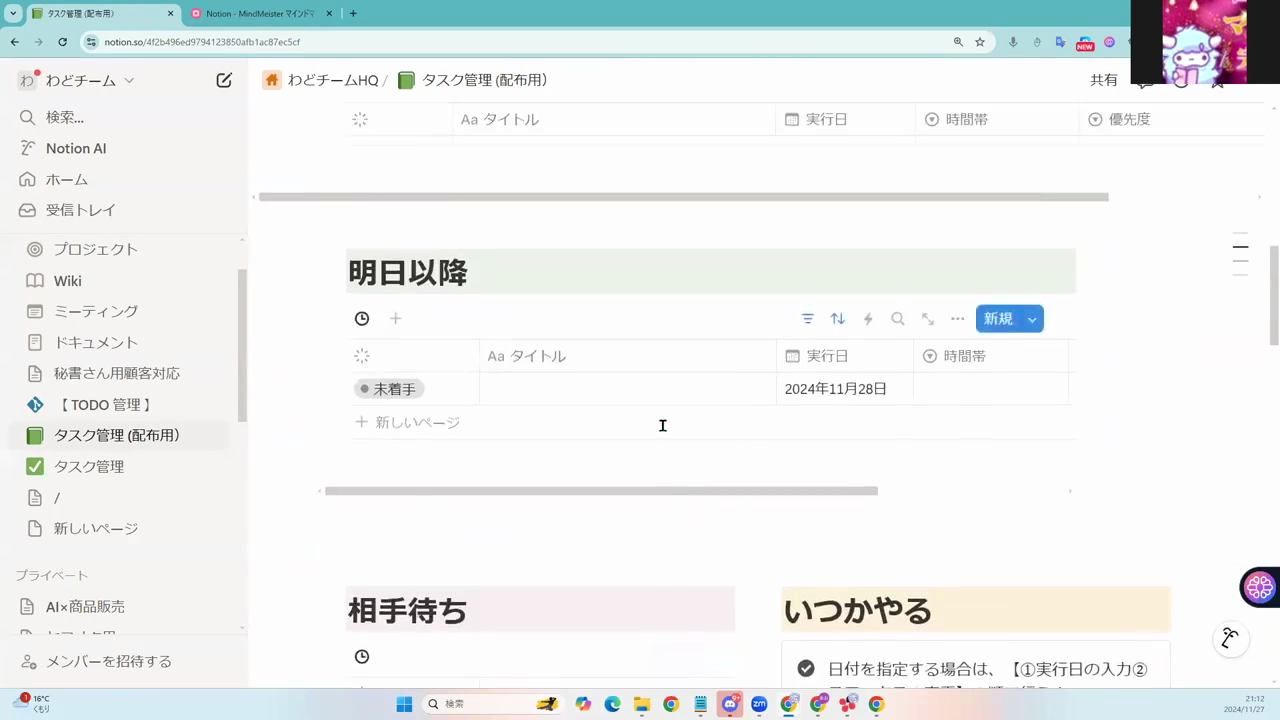 タスク管理 (配布用)
Notion - MindMeister マインドマ
notion.so/4f2b496ed9794123850afb1ac87ec5cf
NEW
わ わどチーム
わどチームHQ / タスク管理 (配布用)
共有
検索...
Notion AI
ホーム
受信トレイ
プロジェクト
Wiki
ミーティング
ドキュメント
秘書さん用顧客対応
【 TODO 管理 】
タスク管理 (配布用)
タスク管理
/
新しいページ
プライベート
AI×商品販売
メンバーを招待する
Aa タイトル 実行日 時間帯 優先度
明日以降
新規
Aa タイトル 実行日 時間帯
未着手 2024年11月28日
+ 新しいページ
相手待ち
いつかやる
日付を指定する場合は、【①実行日の入力②
1
16°C
くもり
検索
zm
21:12
2024/11/27